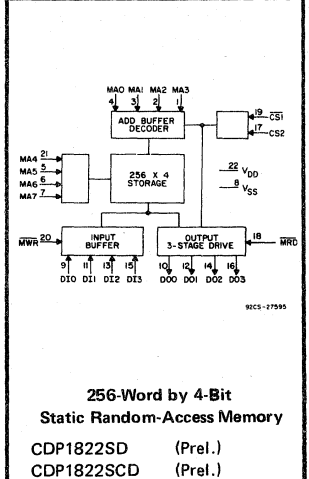 MA0 MA1 MA2 MA3
4 3 2 1
ADD BUFFER
DECODER
19 CS1
17 CS2
MA4 21
MA5 5
MA6 6
MA7 7
256 X 4
STORAGE
22 VDD
8 VSS
MWR 20
INPUT
BUFFER
OUTPUT
3-STAGE DRIVE
18 MRD
9 11 13 15
10 12 14 16
DI0 DI1 DI2 DI3
DO0 DO1 DO2 DO3
92CS-27595
256-Word by 4-Bit
Static Random-Access Memory
CDP1822SD (Prel.)
CDP1822SCD (Prel.)